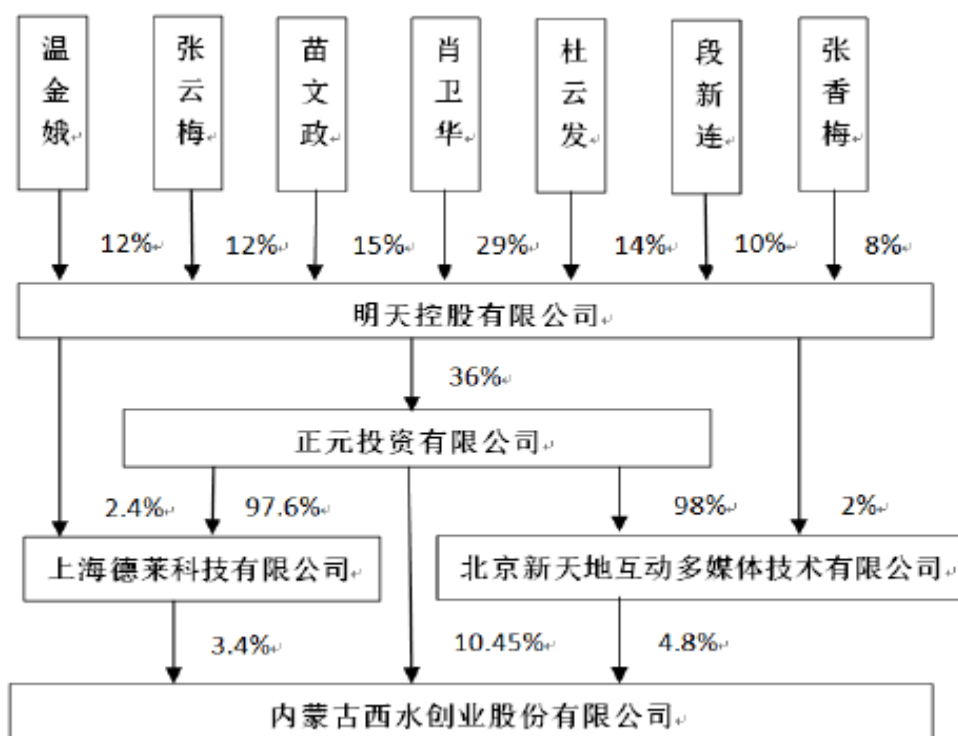 温金娥
张云梅
苗文政
肖卫华
杜云发
段新连
张香梅
12%
12%
15%
29%
14%
10%
8%
明天控股有限公司
36%
正元投资有限公司
2.4%
97.6%
98%
2%
上海德莱科技有限公司
北京新天地互动多媒体技术有限公司
3.4%
10.45%
4.8%
内蒙古西水创业股份有限公司